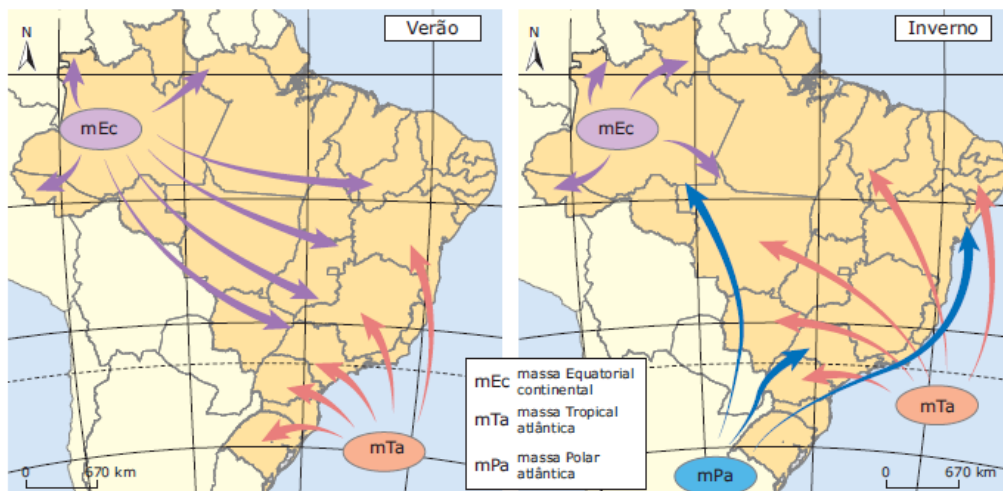 Verão
N
mEc
mTa
0 670 km
Inverno
N
mEc
mTa
mPa
0 670 km
mEc massa Equatorial
continental
mTa massa Tropical
atlântica
mPa massa Polar
atlântica